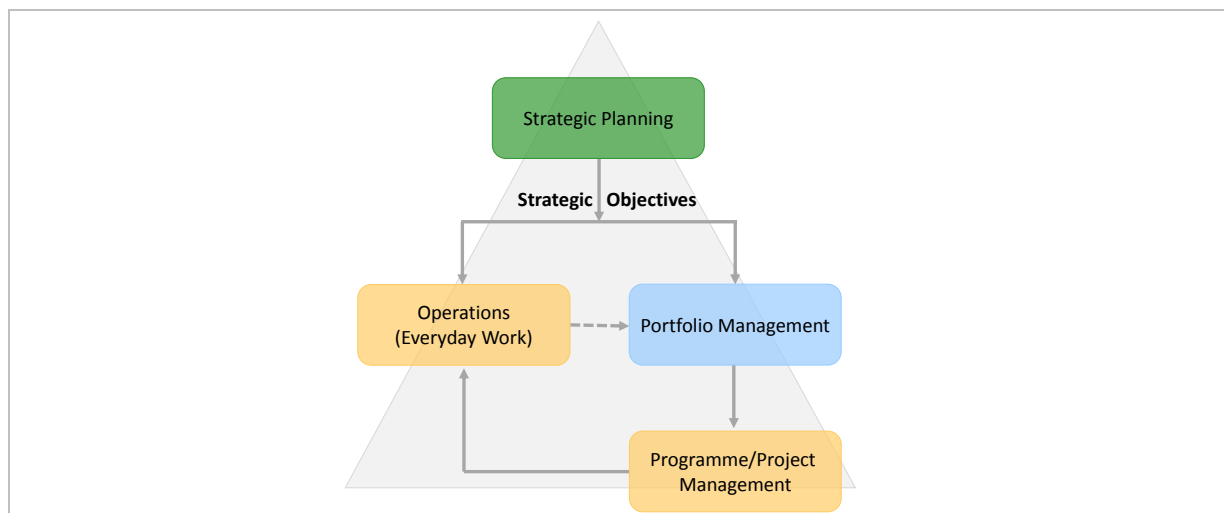 Strategic Planning
Strategic Objectives
Operations
(Everyday Work)
Portfolio Management
Programme/Project
Management